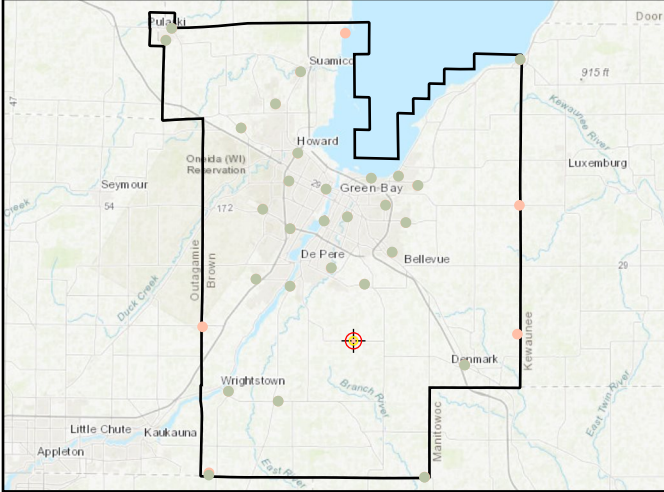 Pulaski
Door
Suamico
915 ft
47
Kewaunee River
Howard
Oneida (WI)
Reservation
Luxemburg
Seymour
29
Green Bay
Creek
54
172
Outagamie
Brown
De Pere
Bellevue
29
Duck Creek
Kewaunee
Denmark
Wrightstown
Branch River
East Twin River
Manitowoc
Little Chute
Kaukauna
Appleton
East River